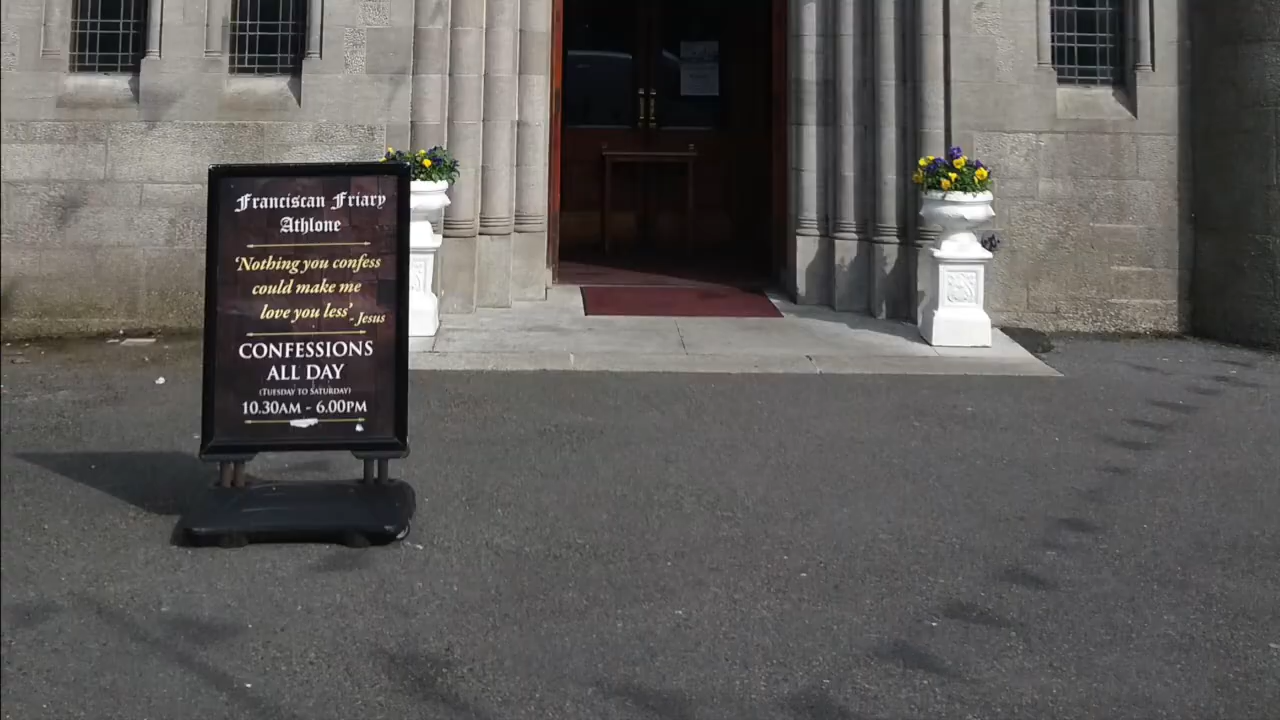 Franciscan Friary
Athlone
'Nothing you confess
could make me
love you less'
- Jesus
CONFESSIONS
ALL DAY
(TUESDAY TO SATURDAY)
10.30AM - 6.00PM